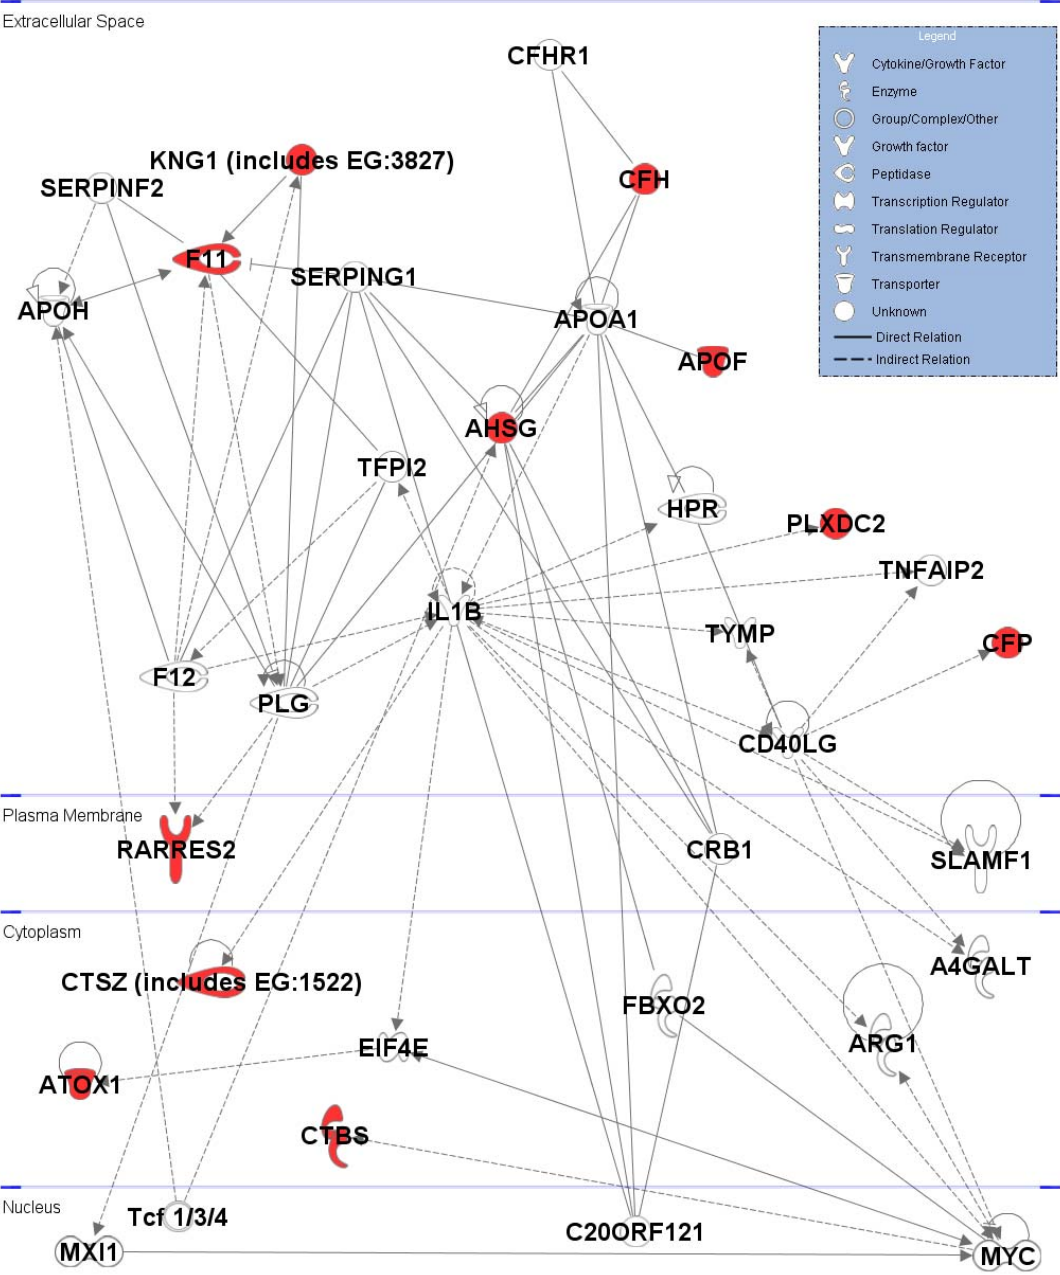 Extracellular Space
Legend
CFHR1
Cytokine/Growth Factor
Enzyme
Group/Complex/Other
Growth factor
KNG1 (includes EG:3827)
Peptidase
CFH
SERPINF2
Transcription Regulator
Translation Regulator
F11
Transmembrane Receptor
SERPING1
Transporter
APOH
Unknown
APOA1
Direct Relation
Indirect Relation
APOF
AHSG
TFPI2
HPR
PLXDC2
TNFAIP2
IL1B
TYMP
CFP
F12
PLG
CD40LG
Plasma Membrane
RARRES2
CRB1
SLAMF1
Cytoplasm
A4GALT
CTSZ (includes EG:1522)
FBXO2
EIF4E
ARG1
ATOX1
CTBS
Nucleus
Tcf 1/3/4
C20ORF121
MXI1
MYC